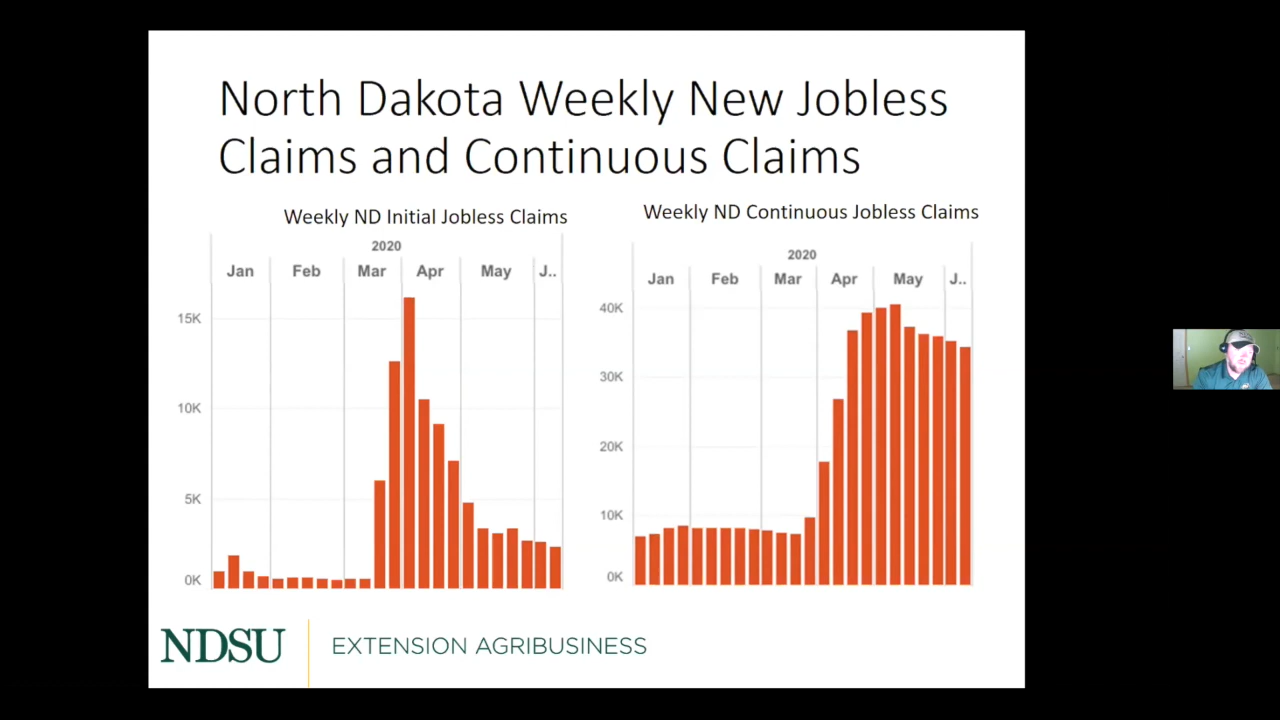 North Dakota Weekly New Jobless
Claims and Continuous Claims
Weekly ND Initial Jobless Claims
2020
Jan Feb Mar Apr May J..
15K
10K
5K
0K
Weekly ND Continuous Jobless Claims
2020
Jan Feb Mar Apr May J..
40K
30K
20K
10K
0K
NDSU
EXTENSION AGRIBUSINESS